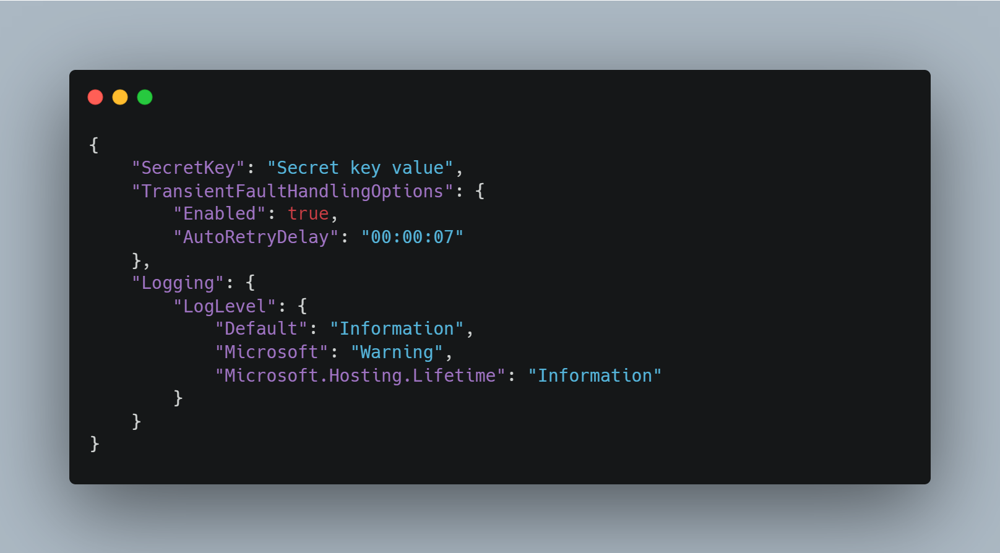 {
    "SecretKey": "Secret key value",
    "TransientFaultHandlingOptions": {
        "Enabled": true,
        "AutoRetryDelay": "00:00:07"
    },
    "Logging": {
        "LogLevel": {
            "Default": "Information",
            "Microsoft": "Warning",
            "Microsoft.Hosting.Lifetime": "Information"
        }
    }
}